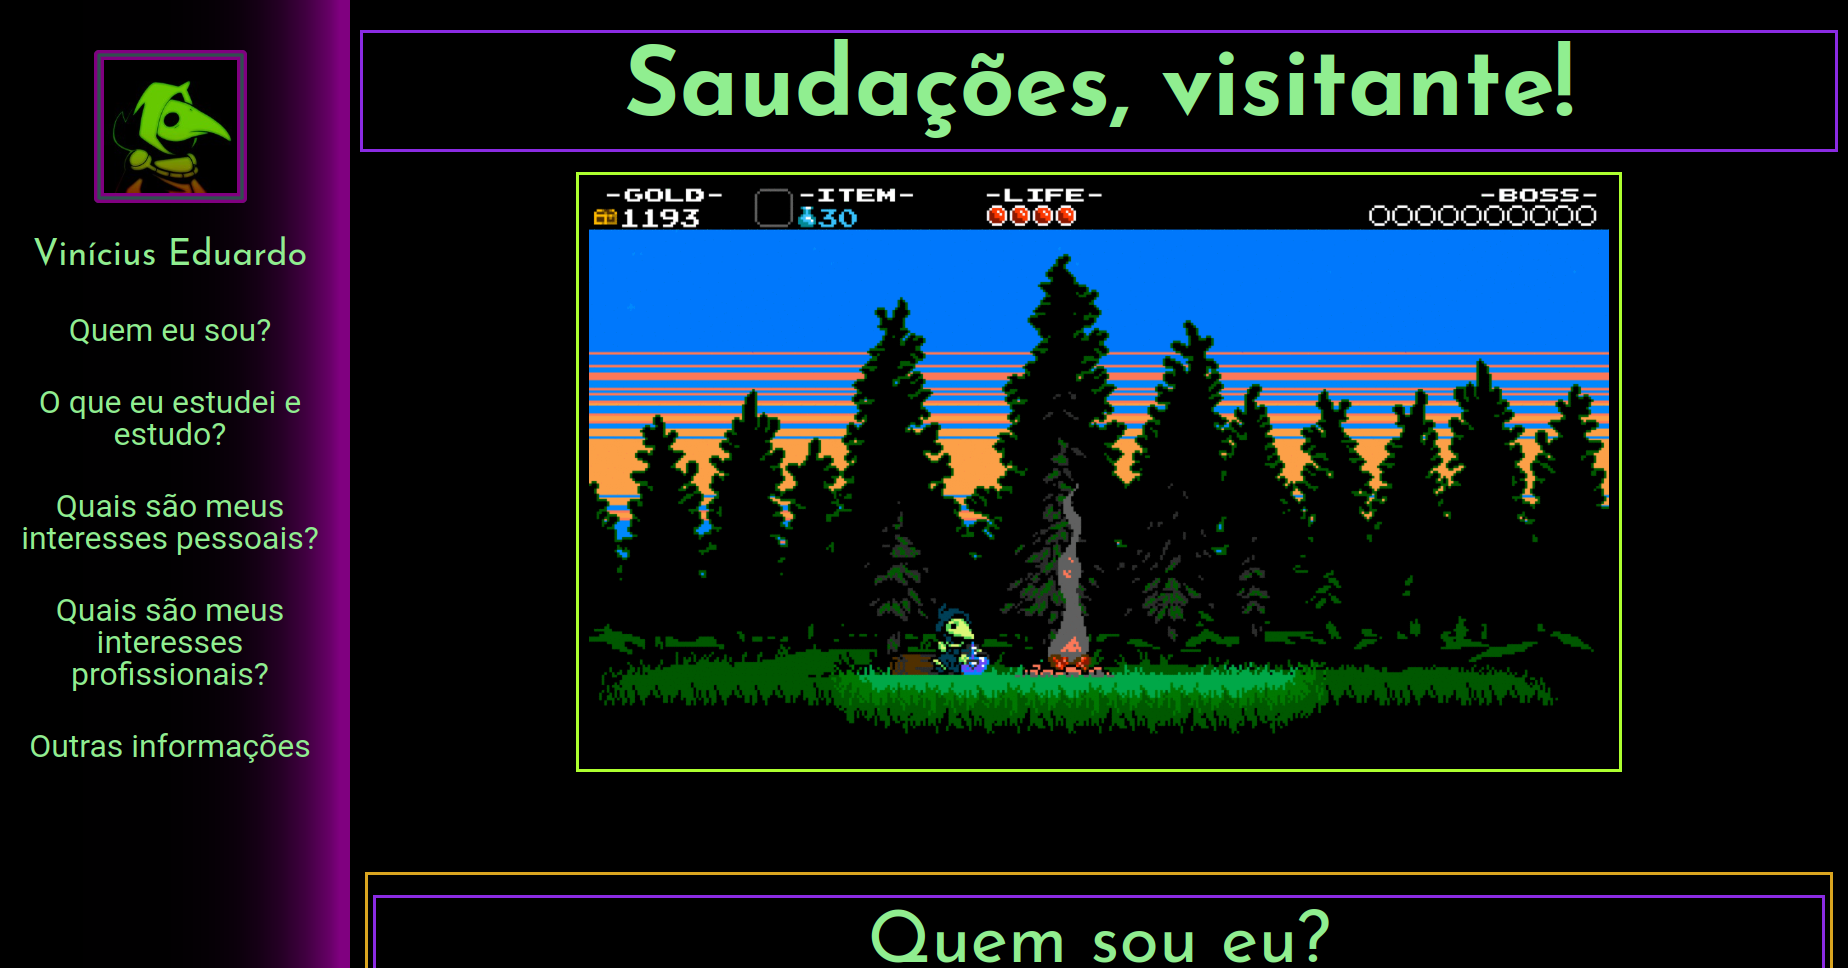 Vinícius Eduardo
Quem eu sou?
O que eu estudei e
estudo?
Quais são meus
interesses pessoais?
Quais são meus
interesses
profissionais?
Outras informações
Saudações, visitante!
-GOLD- -ITEM- -LIFE- -BOSS-
1193 30
Quem sou eu?